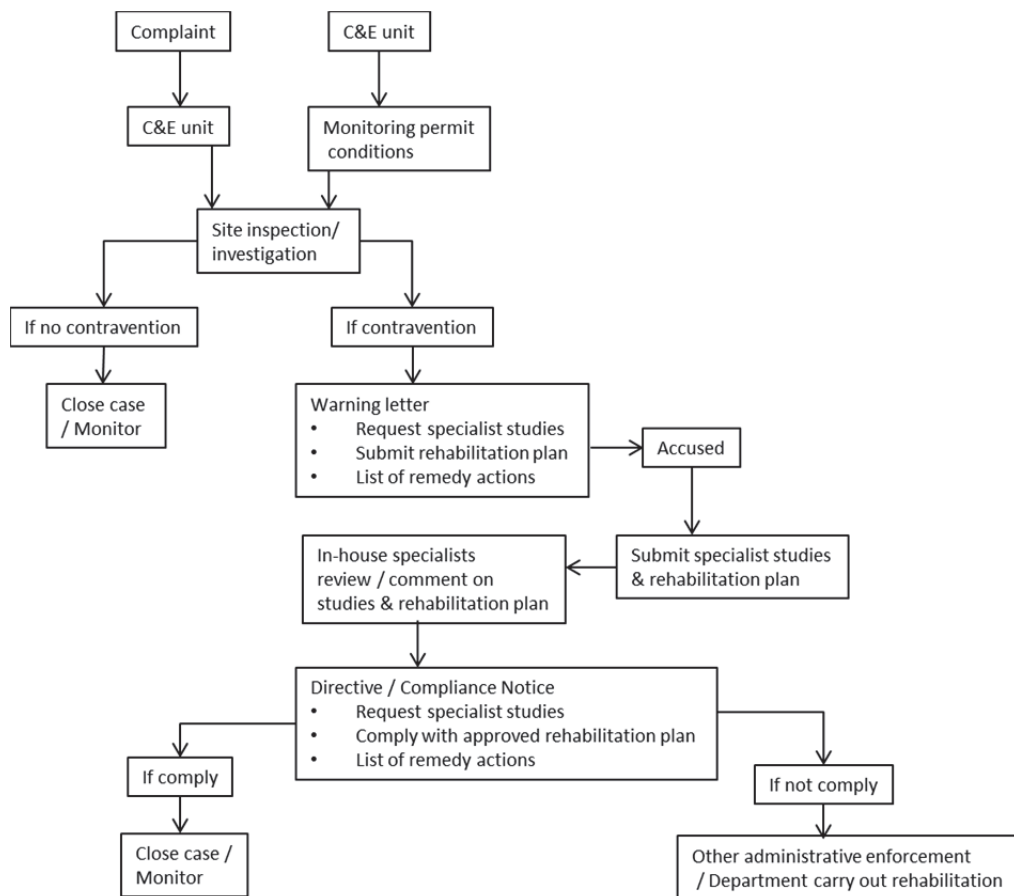 Complaint
C&E unit
C&E unit
Monitoring permit
conditions
Site inspection/
investigation
If no contravention
If contravention
Close case
/ Monitor
Warning letter
• Request specialist studies
• Submit rehabilitation plan
• List of remedy actions
Accused
In-house specialists
review / comment on
studies & rehabilitation plan
Submit specialist studies
& rehabilitation plan
Directive / Compliance Notice
• Request specialist studies
• Comply with approved rehabilitation plan
• List of remedy actions
If comply
If not comply
Close case /
Monitor
Other administrative enforcement
/ Department carry out rehabilitation